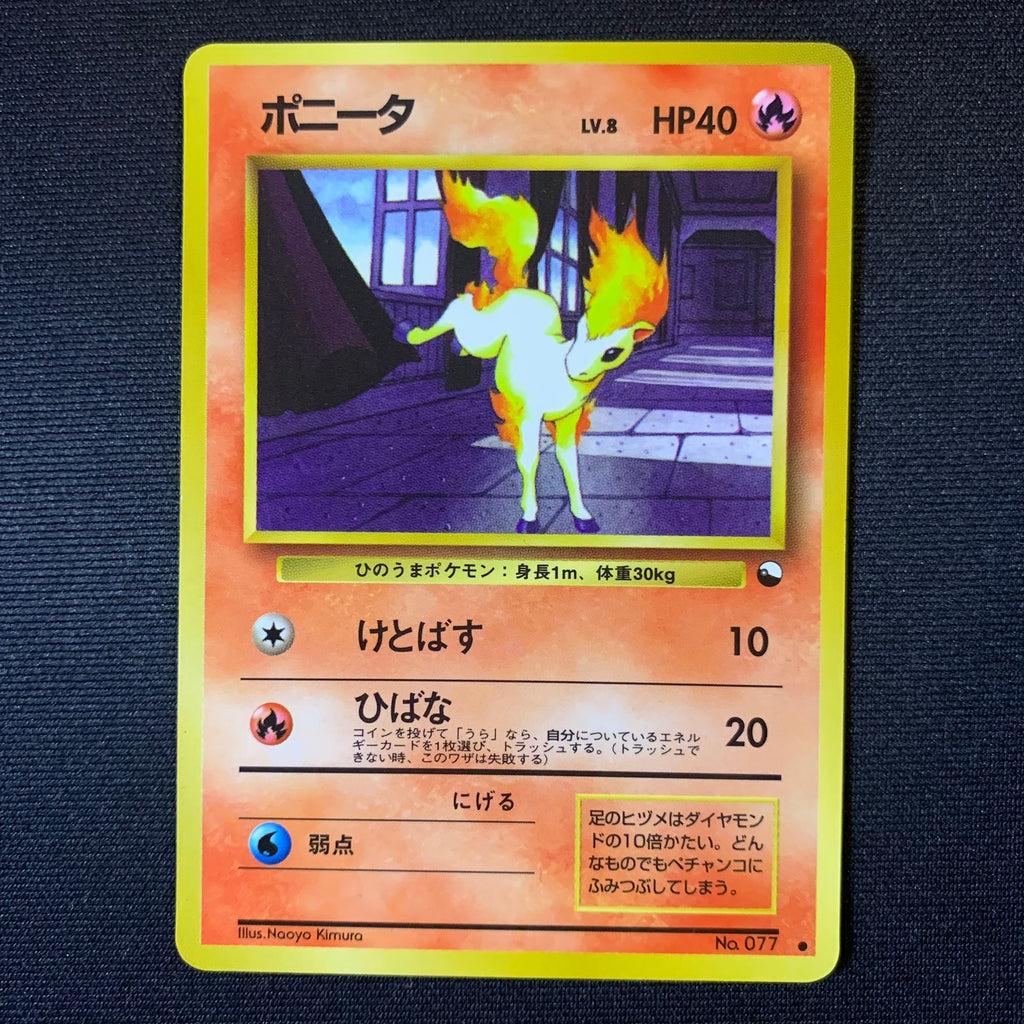 ポニータ LV.8 HP40
ひのうまポケモン：身長1m、体重30kg
けとばす 10
ひばな 20
コインを投げて「うら」なら、自分についているエネル
ギーカードを1枚選び、トラッシュする。（トラッシュで
きない時、このワザは失敗する）
にげる
弱点
足のヒヅメはダイヤモン
ドの10倍かたい。どん
なものでもペチャンコに
ふみつぶしてしまう。
Illus.Naoyo Kimura
No. 077